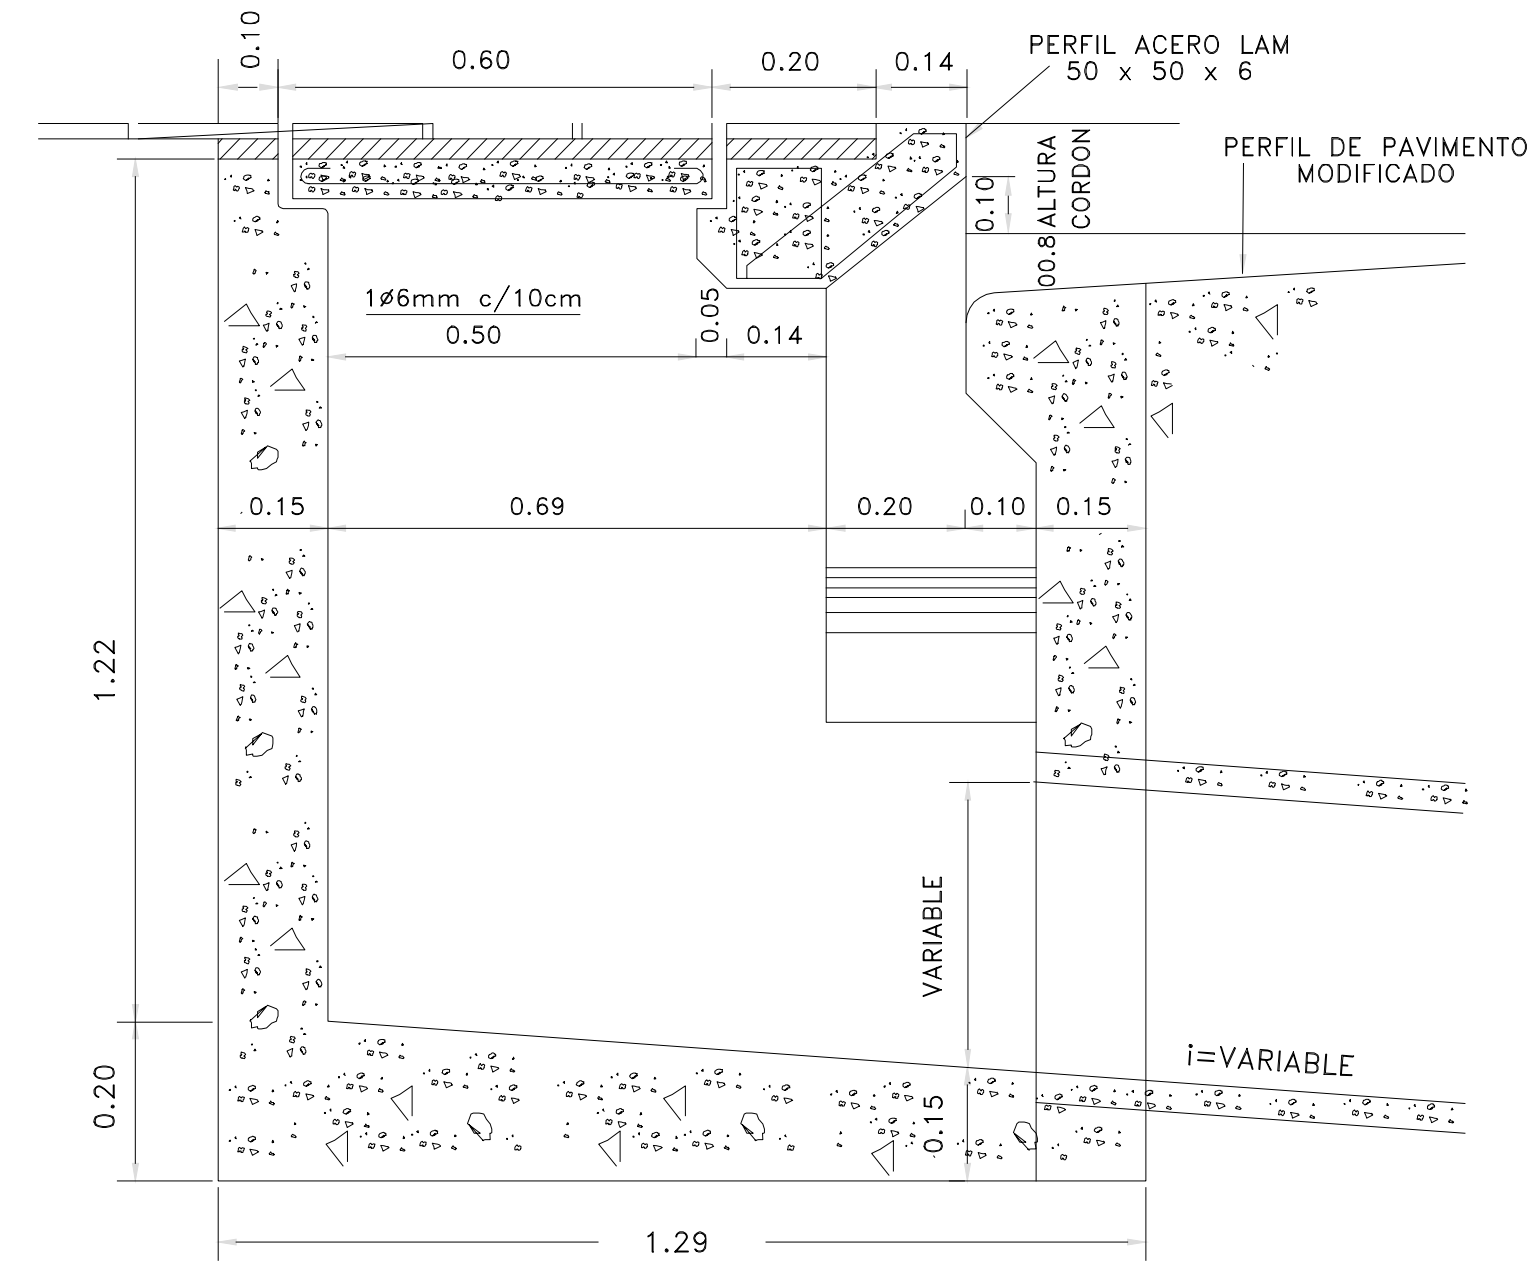 0.10
0.60
0.20
0.14
PERFIL ACERO LAM
50 x 50 x 6
PERFIL DE PAVIMENTO
MODIFICADO
0.10
00.8 ALTURA
CORDON
1ø6mm c/10cm
0.50
0.05
0.14
0.15
0.69
0.20
0.10
0.15
1.22
VARIABLE
i=VARIABLE
0.20
0.15
1.29